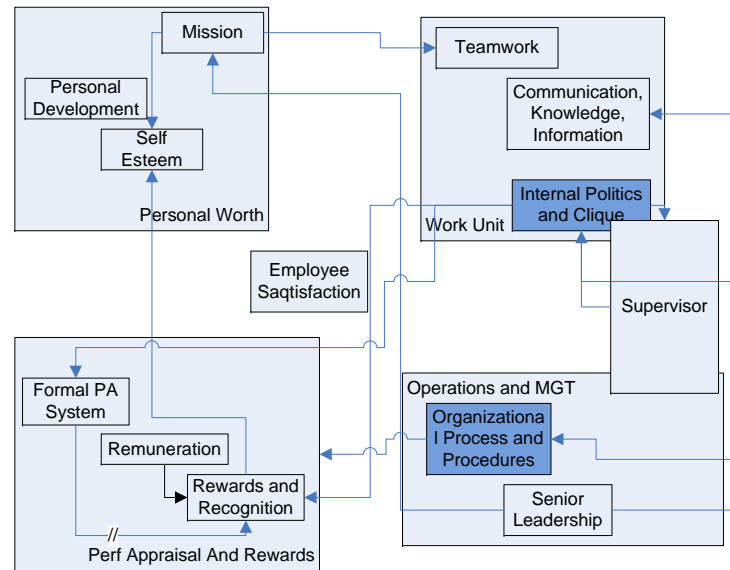 Mission
Personal
Development
Self
Esteem
Personal Worth
Teamwork
Communication,
Knowledge,
Information
Internal Politics
and Clique
Work Unit
Supervisor
Employee
Saqtisfaction
Formal PA
System
Remuneration
Rewards and
Recognition
//
Perf Appraisal And Rewards
Operations and MGT
Organizationa
l Process and
Procedures
Senior
Leadership